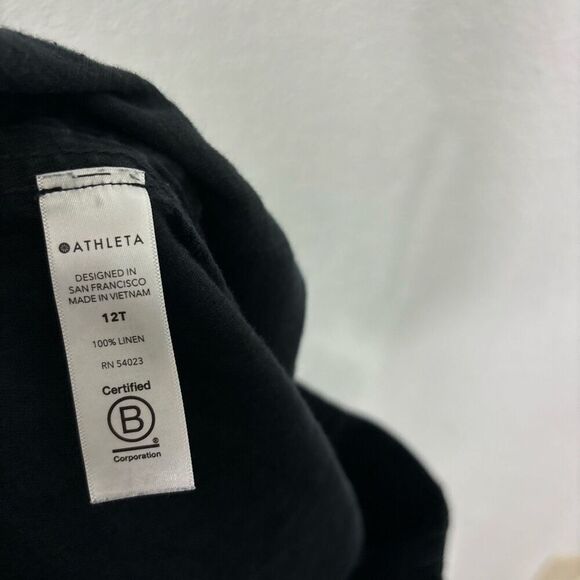 ATHLETA
DESIGNED IN
SAN FRANCISCO
MADE IN VIETNAM
12T
100% LINEN
RN 54023
Certified
B
®
Corporation